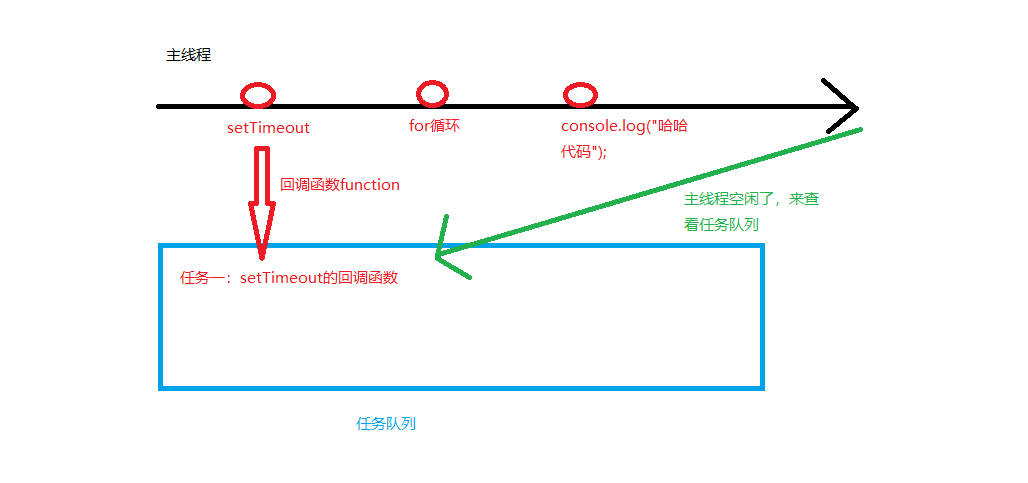 主线程
setTimeout
for循环
console.log("哈哈
代码");
回调函数function
主线程空闲了，来查
看任务队列
任务一：setTimeout的回调函数
任务队列